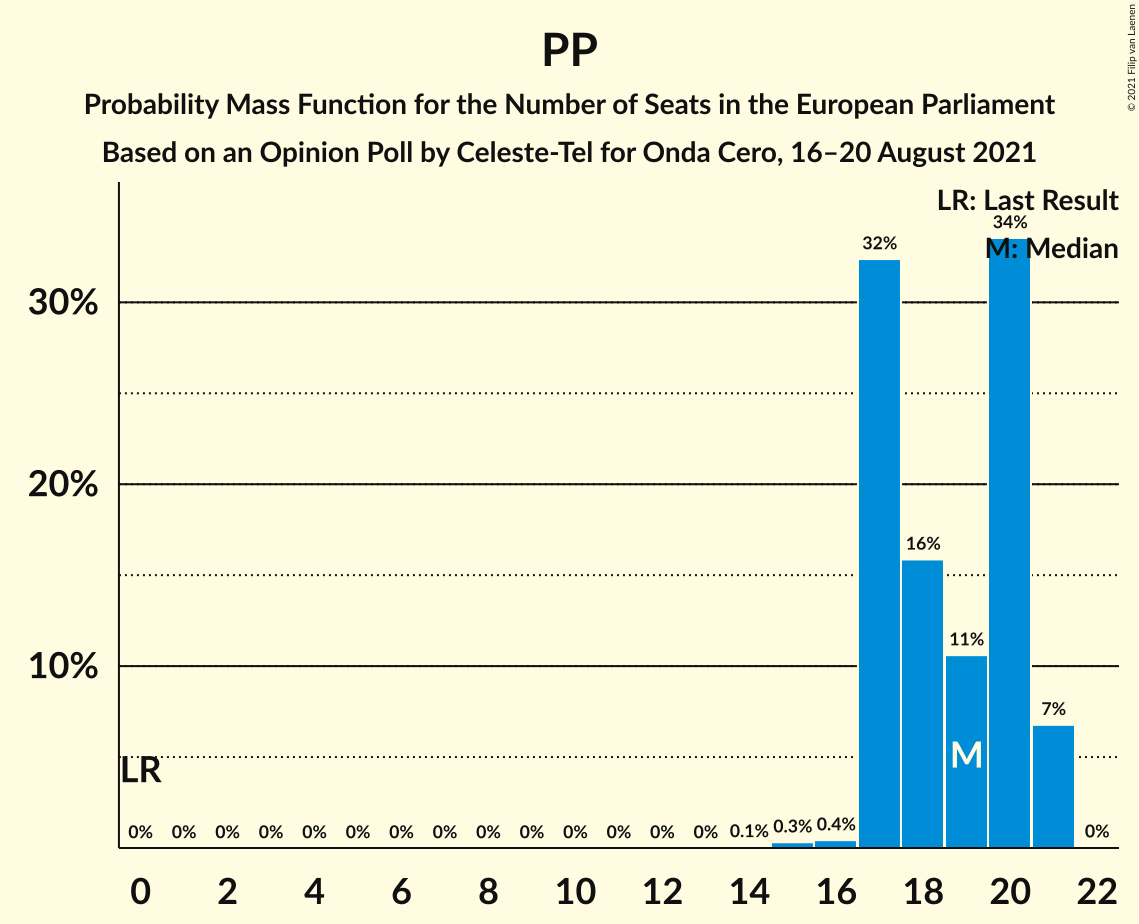 PP
Probability Mass Function for the Number of Seats in the European Parliament
Based on an Opinion Poll by Celeste-Tel for Onda Cero, 16–20 August 2021
© 2021 Filip van Laenen
LR: Last Result
M: Median
34%
32%
30%
20%
16%
11%
10%
7%
M
LR
0% 0% 0% 0% 0% 0% 0% 0% 0% 0% 0% 0% 0% 0% 0.1% 0.3% 0.4% 0%
0 2 4 6 8 10 12 14 16 18 20 22